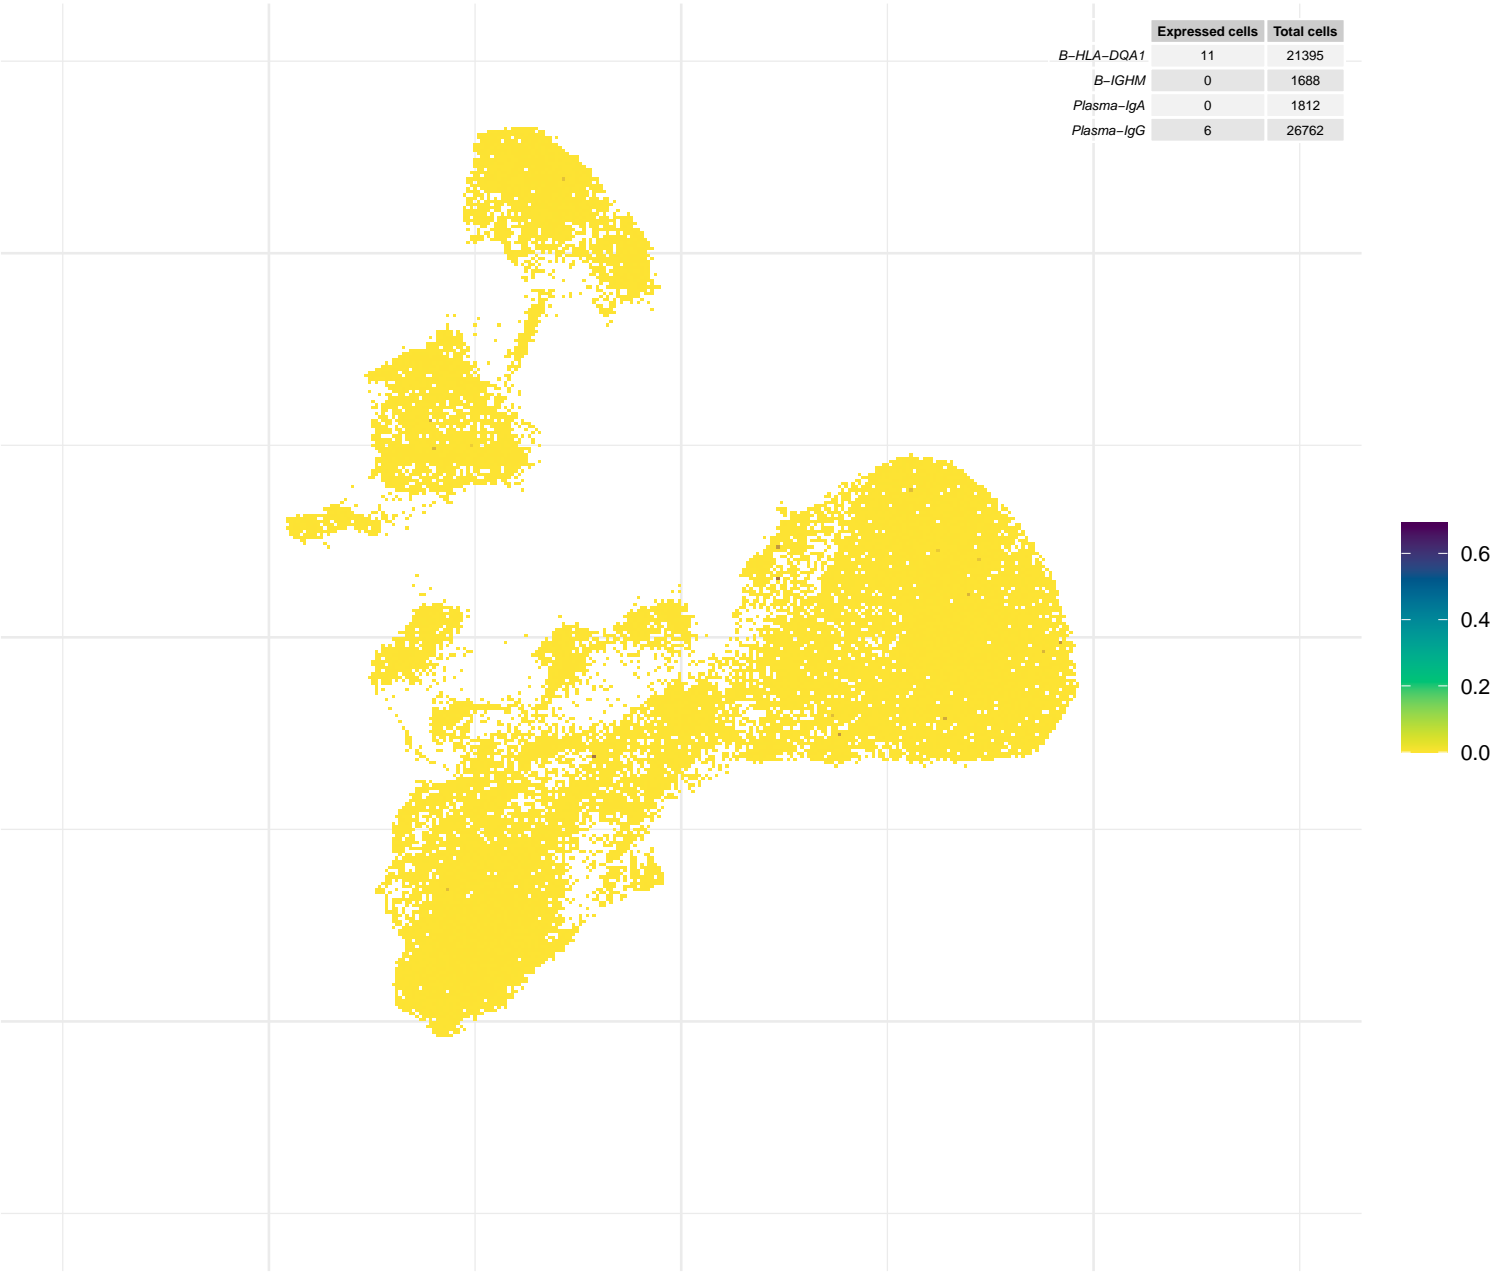 Expressed cells Total cells
B−HLA−DQA1 11 21395
B−IGHM 0 1688
Plasma−IgA 0 1812
Plasma−IgG 6 26762
0.6
0.4
0.2
0.0